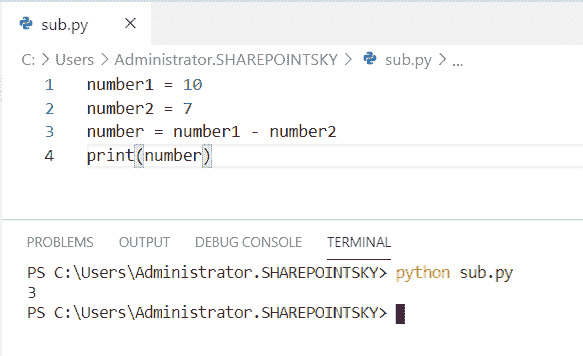 sub.py ×
C: > Users > Administrator.SHAREPOINTSKY > sub.py > ...
1 number1 = 10
2 number2 = 7
3 number = number1 - number2
4 print(number)
PROBLEMS OUTPUT DEBUG CONSOLE TERMINAL
PS C:\Users\Administrator.SHAREPOINTSKY> python sub.py
3
PS C:\Users\Administrator.SHAREPOINTSKY>